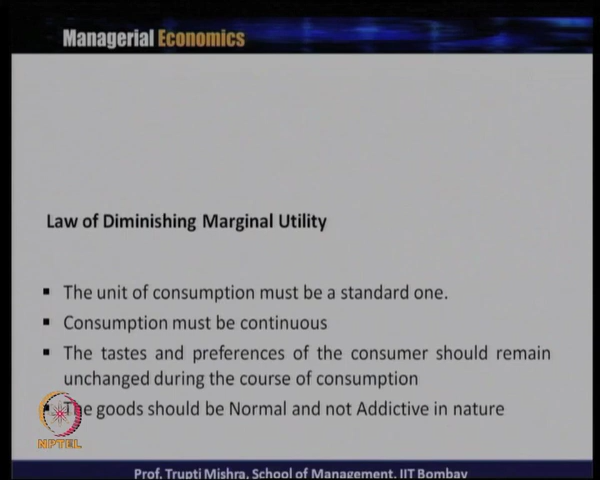 Managerial Economics
Law of Diminishing Marginal Utility
▪ The unit of consumption must be a standard one.
▪ Consumption must be continuous
▪ The tastes and preferences of the consumer should remain
unchanged during the course of consumption
▪ The goods should be Normal and not Addictive in nature
NPTEL
Prof. Trupti Mishra, School of Management, IIT Bombay